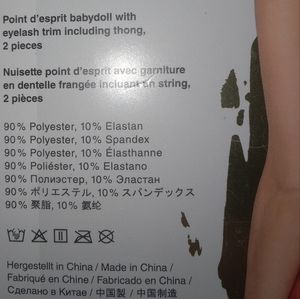 Point d'esprit babydoll with
eyelash trim including thong,
2 pieces
Nuisette point d'esprit avec garniture
en dentelle frangée incluant un string,
2 pièces
90% Polyester, 10% Elastan
90% Polyester, 10% Spandex
90% Polyester, 10% Élasthanne
90% Poliéster, 10% Elastano
90% Полиэстер, 10% Эластан
90% ポリエステル, 10% スパンデックス
90% 聚脂, 10% 氨纶
Hergestellt in China / Made in China /
Fabriqué en Chine / Fabricado en China /
Сделано в Китае / 中国製 / 中国制造